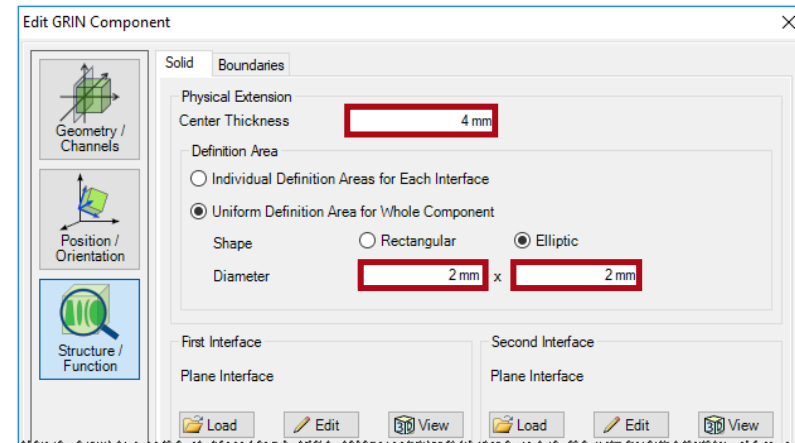 Edit GRIN Component
Solid Boundaries
Geometry /
Channels
Position /
Orientation
Structure /
Function
Physical Extension
Center Thickness 4 mm
Definition Area
Individual Definition Areas for Each Interface
Uniform Definition Area for Whole Component
Shape Rectangular Elliptic
Diameter 2 mm x 2 mm
First Interface
Plane Interface
Load Edit 3D View
Second Interface
Plane Interface
Load Edit 3D View